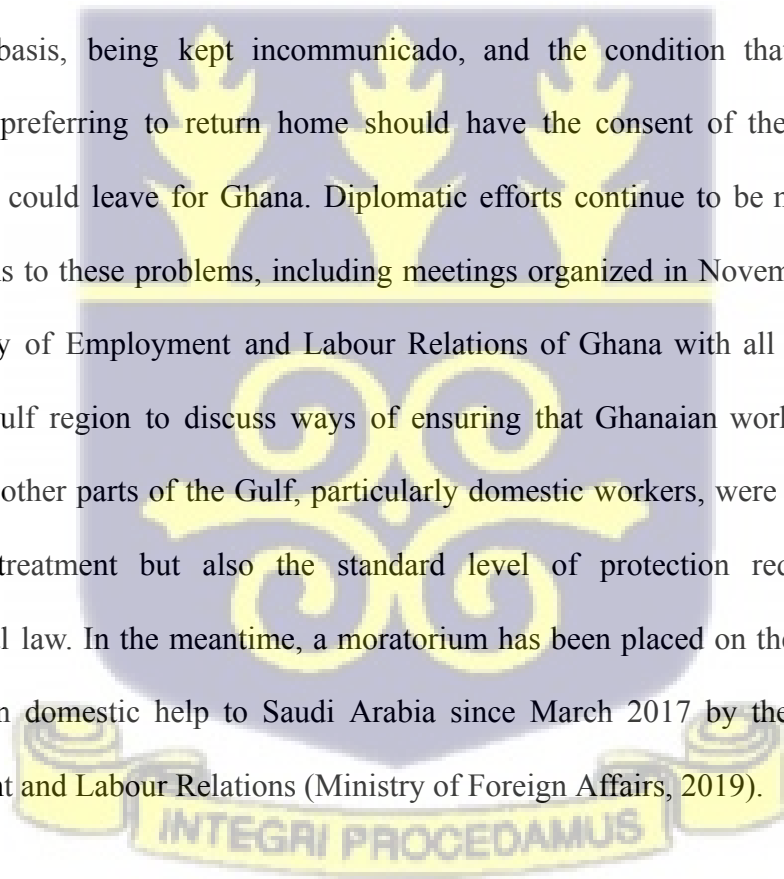 basis, being kept incommunicado, and the condition tha
preferring to return home should have the consent of the
could leave for Ghana. Diplomatic efforts continue to be
s to these problems, including meetings organized in Novem
y of Employment and Labour Relations of Ghana with all
ulf region to discuss ways of ensuring that Ghanaian worl
other parts of the Gulf, particularly domestic workers, were
treatment but also the standard level of protection rec
l law. In the meantime, a moratorium has been placed on the
n domestic help to Saudi Arabia since March 2017 by the
nt and Labour Relations (Ministry of Foreign Affairs, 2019).
INTEGRI PROCEDAMUS